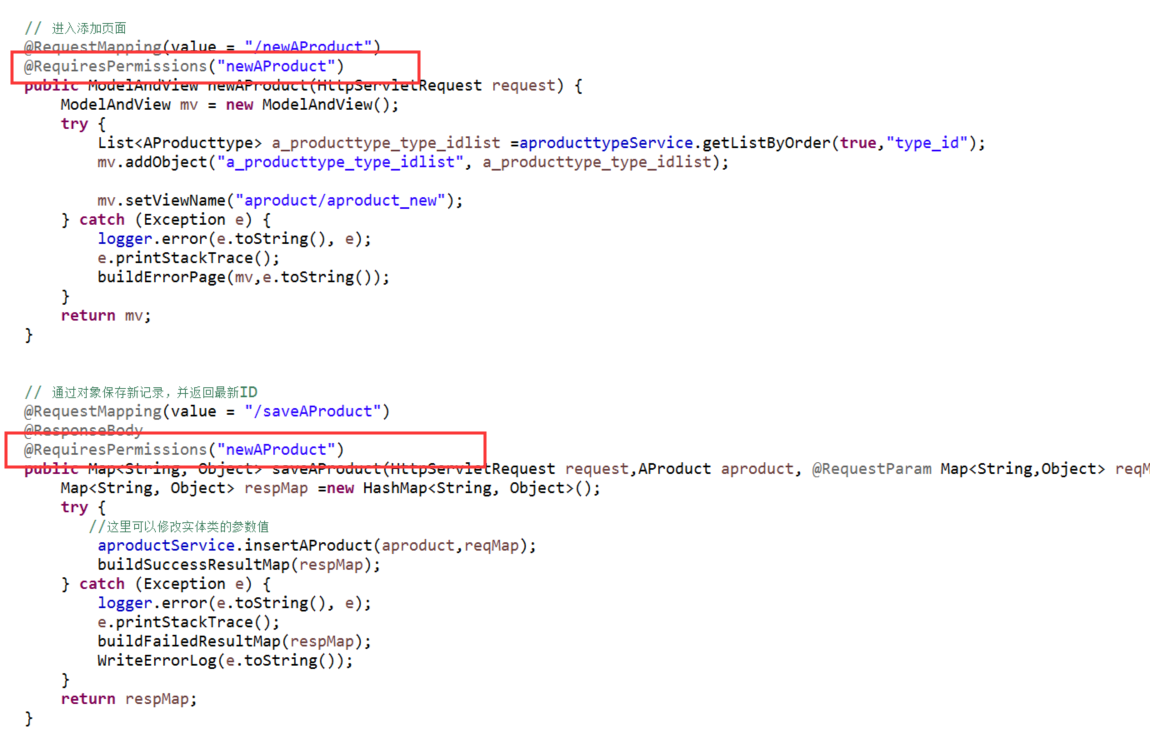 // 进入添加页面
@RequestMapping(value = "/newAProduct")
@RequiresPermissions("newAProduct")
public ModelAndView newAProduct(HttpServletRequest request) {
ModelAndView mv = new ModelAndView();
try {
List<AProducttype> a_producttype_type_idlist =aproducttypeService.getListByOrder(true,"type_id");
mv.addObject("a_producttype_type_idlist", a_producttype_type_idlist);
mv.setViewName("aproduct/aproduct_new");
} catch (Exception e) {
logger.error(e.toString(), e);
e.printStackTrace();
buildErrorPage(mv,e.toString());
}
return mv;
}
// 通过对象保存新记录，并返回最新ID
@RequestMapping(value = "/saveAProduct")
@ResponseBody
@RequiresPermissions("newAProduct")
public Map<String, Object> saveAProduct(HttpServletRequest request,AProduct aproduct, @RequestParam Map<String,Object> reqM
Map<String, Object> respMap =new HashMap<String, Object>();
try {
//这里可以修改实体类的参数值
aproductService.insertAProduct(aproduct,reqMap);
buildSuccessResultMap(respMap);
} catch (Exception e) {
logger.error(e.toString(), e);
e.printStackTrace();
buildFailedResultMap(respMap);
WriteErrorLog(e.toString());
}
return respMap;
}